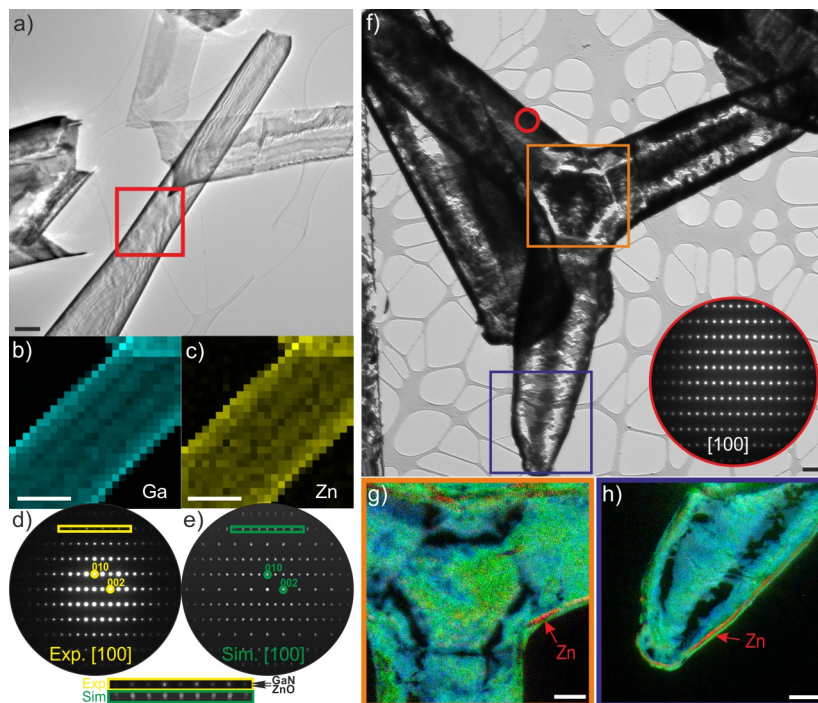 a)
f)
b)
c)
Ga
Zn
[100]
d)
e)
010
002
010
002
Exp. [100]
Sim. [100]
Exp
GaN
ZnO
Sim
g)
Zn
h)
Zn